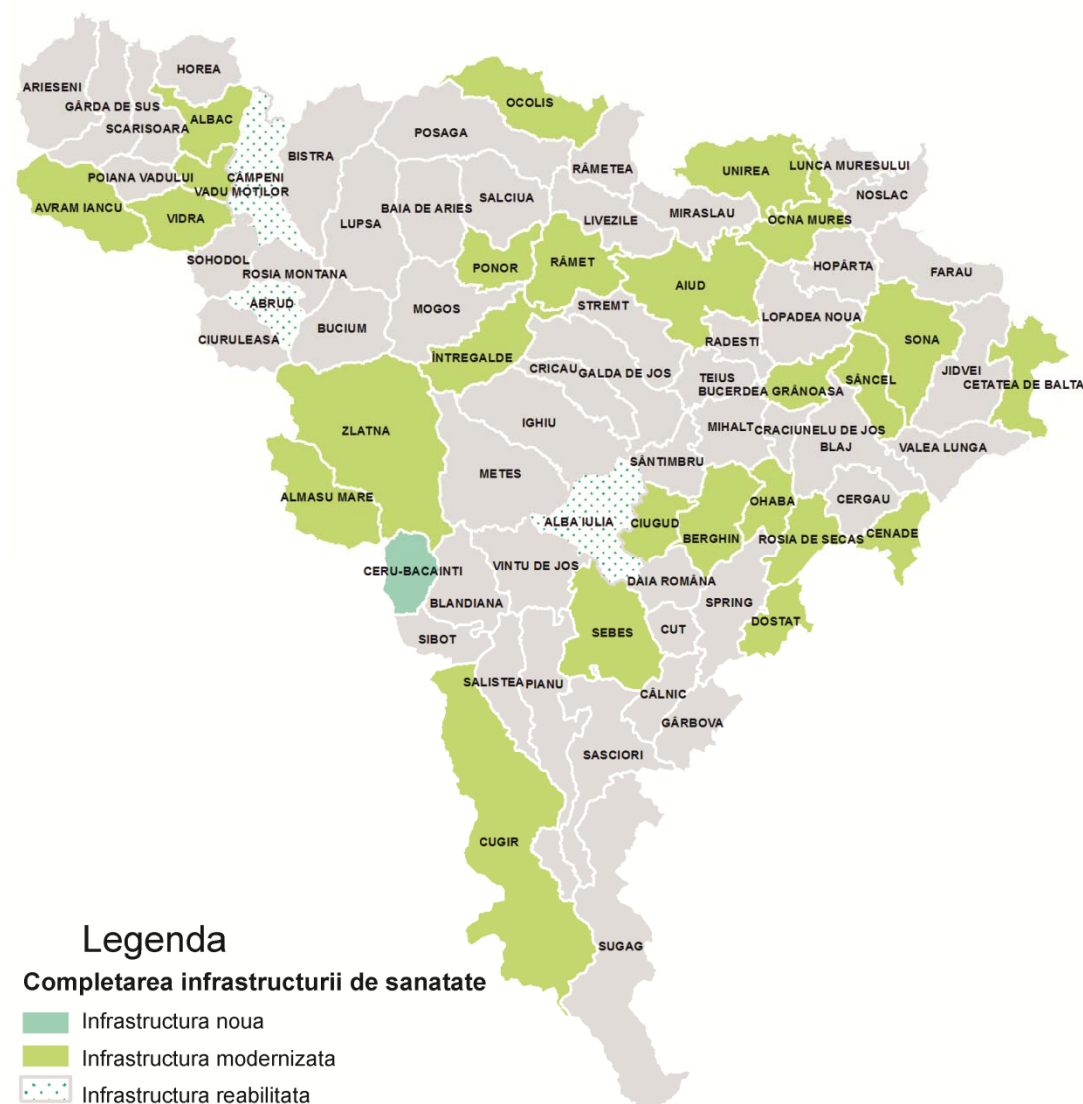 HOREA
ARIESENI
GÂRDA DE SUS
ALBAC
SCARISOARA
OCOLIS
POSAGA
BISTRA
RÂMETEA
UNIREA
LUNCA MURESULUI
POIANA VADULUI
CÂMPENI
VADU MOȚILOR
NOSLAC
AVRAM IANCU
VIDRA
BAIA DE ARIES
SALCIUA
LUPSA
LIVEZILE
MIRASLAU
OCNA MURES
SOHODOL
ROSIA MONTANA
PONOR
RÂMET
HOPÂRTA
FARAU
AIUD
ABRUD
MOGOS
STREMT
LOPADEA NOUA
BUCIUM
CIURULEASA
RADESTI
SONA
ÎNTREGALDE
CRICAU
GALDA DE JOS
TEIUS
SÂNCEL
JIDVEI
CETATEA DE BALTA
BUCERDEA GRÂNOASA
IGHIU
ZLATNA
MIHALT
CRACIUNELU DE JOS
BLAJ
VALEA LUNGA
METES
SÂNTIMBRU
ALMASU MARE
OHABA
CERGAU
ALBA IULIA
CIUGUD
BERGHIN
ROSIA DE SECAS
CENADE
CERU-BACAINTI
VINTU DE JOS
DAIA ROMÂNA
BLANDIANA
SPRING
DOSTAT
SIBOT
SEBES
CUT
SALISTEA
PIANU
CÂLNIC
GÂRBOVA
SASCIORI
CUGIR
SUGAG
Legenda
Completarea infrastructurii de sanatate
Infrastructura noua
Infrastructura modernizata
Infrastructura reabilitata